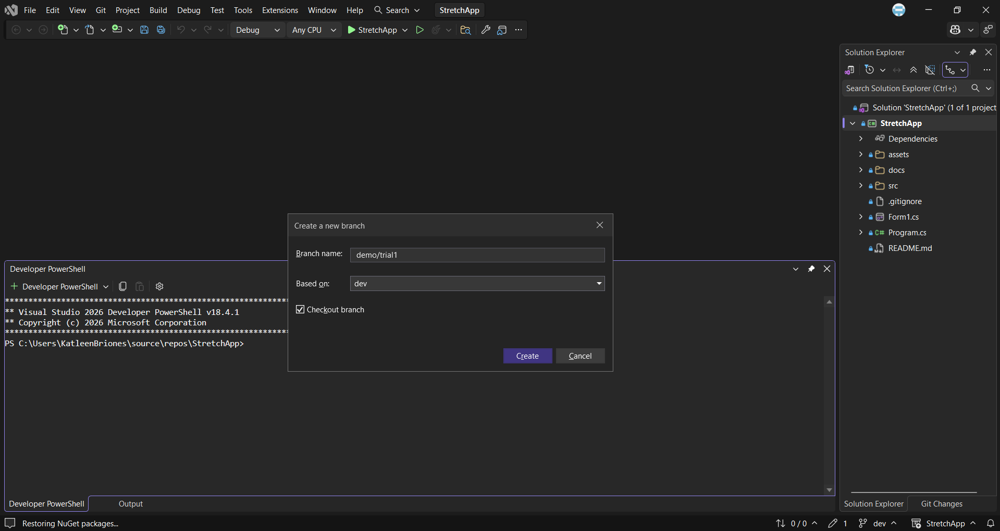 File Edit View Git Project Build Debug Test Tools Extensions Window Help Search StretchApp
Debug Any CPU StretchApp
Solution Explorer
Search Solution Explorer (Ctrl+;)
Solution 'StretchApp' (1 of 1 project
StretchApp
Dependencies
assets
docs
src
.gitignore
Form1.cs
Program.cs
README.md
Create a new branch
Branch name: demo/trial1
Based on: dev
Checkout branch
Create Cancel
Developer PowerShell
Developer PowerShell
*************************************************************
** Visual Studio 2026 Developer PowerShell v18.4.1
** Copyright (c) 2026 Microsoft Corporation
*************************************************************
PS C:\Users\KatleenBriones\source\repos\StretchApp>
Developer PowerShell Output
Solution Explorer Git Changes
Restoring NuGet packages... 0 / 0 1 dev StretchApp